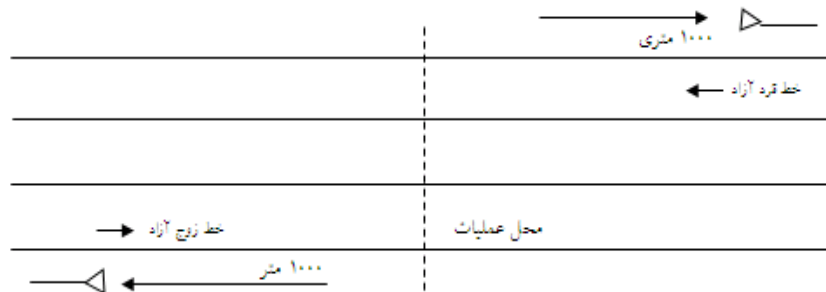 ۱۰۰۰ متری
خط فرد آزاد
خط زوج آزاد
محل عملیات
۱۰۰۰ متر